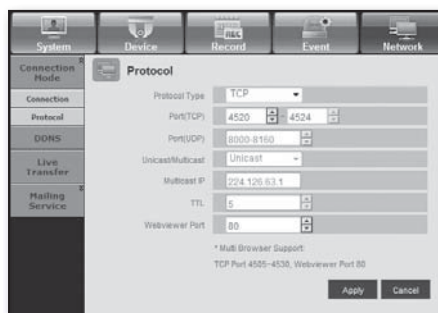 System Device Record Event Network
Connection Mode
Connection
Protocol
DDNS
Live Transfer
Mailing Service
Protocol
Protocol Type TCP
Port(TCP) 4520 - 4524
Port(UDP) 8000-8160
Unicast/Multicast Unicast
Multicast IP 224.126.63.1
TTL 5
Webviewer Port 80
* Multi Browser Support:
TCP Port 4505~4530, Webviewer Port 80
Apply Cancel